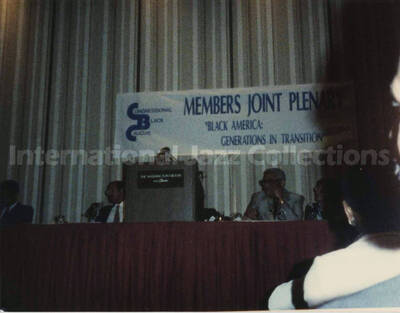 CONGRESSIONAL
BLACK
CAUCUS
MEMBERS JOINT PLENARY
"BLACK AMERICA:
GENERATIONS IN TRANSITION
International Jazz Collections